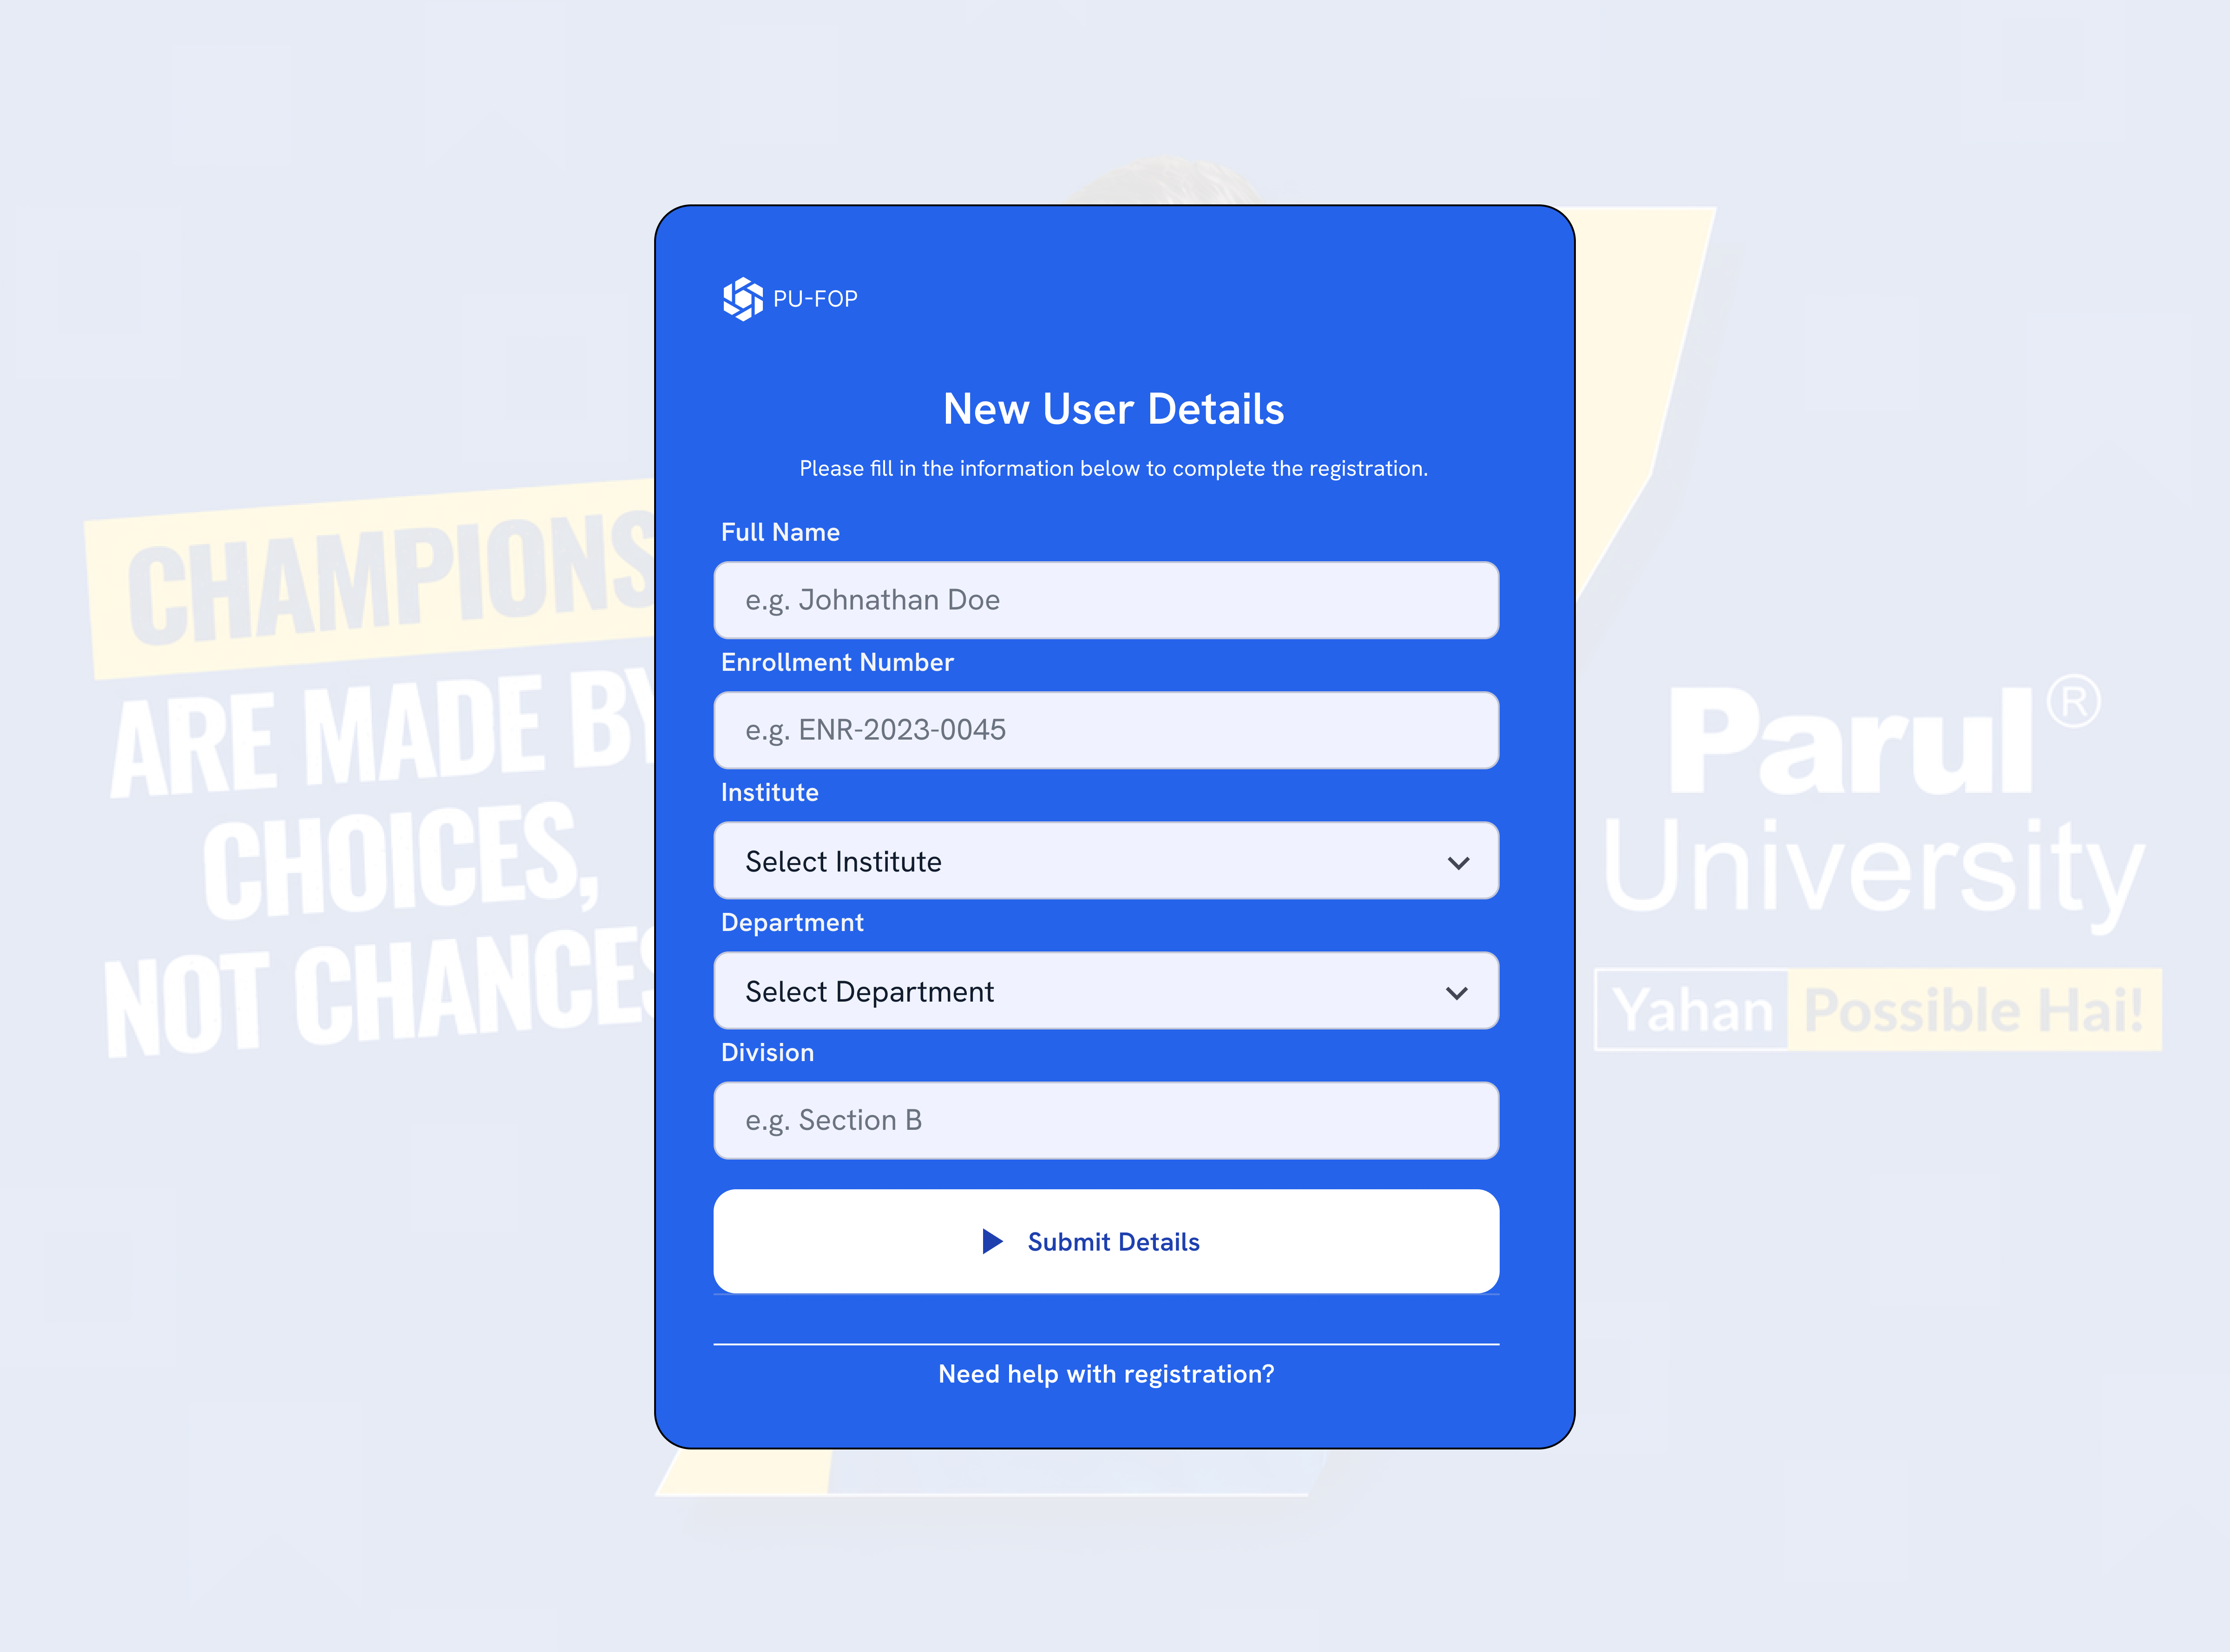 PU-FOP
New User Details
Please fill in the information below to complete the registration.
Full Name
e.g. Johnathan Doe
Enrollment Number
e.g. ENR-2023-0045
Institute
Select Institute
Department
Select Department
Division
e.g. Section B
Submit Details
Need help with registration?
CHAMPIONS
ARE MADE BY
CHOICES,
NOT CHANCES
Parul®
University
Yahan Possible Hai!